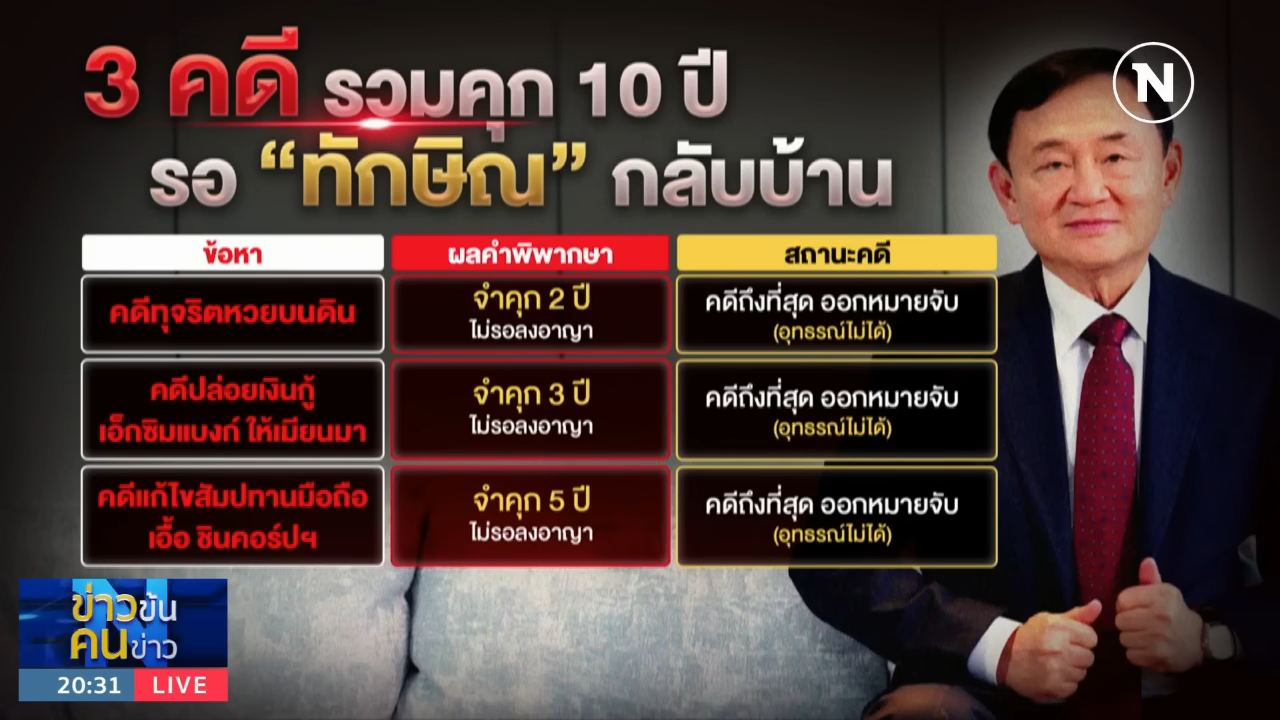 3 คดี รวมคุก 10 ปี
รอ “ทักษิณ” กลับบ้าน
N
ข้อหา
ผลคำพิพากษา
สถานะคดี
คดีทุจริตหวยบนดิน
จำคุก 2 ปี
ไม่รอลงอาญา
คดีถึงที่สุด ออกหมายจับ
(อุทธรณ์ไม่ได้)
คดีปล่อยเงินกู้
เอ็กซิมแบงก์ ให้เมียนมา
จำคุก 3 ปี
ไม่รอลงอาญา
คดีถึงที่สุด ออกหมายจับ
(อุทธรณ์ไม่ได้)
คดีแก้ไขสัมปทานมือถือ
เอื้อ ชินคอร์ปฯ
จำคุก 5 ปี
ไม่รอลงอาญา
คดีถึงที่สุด ออกหมายจับ
(อุทธรณ์ไม่ได้)
ข่าวข้น
คนข่าว
20:31 LIVE